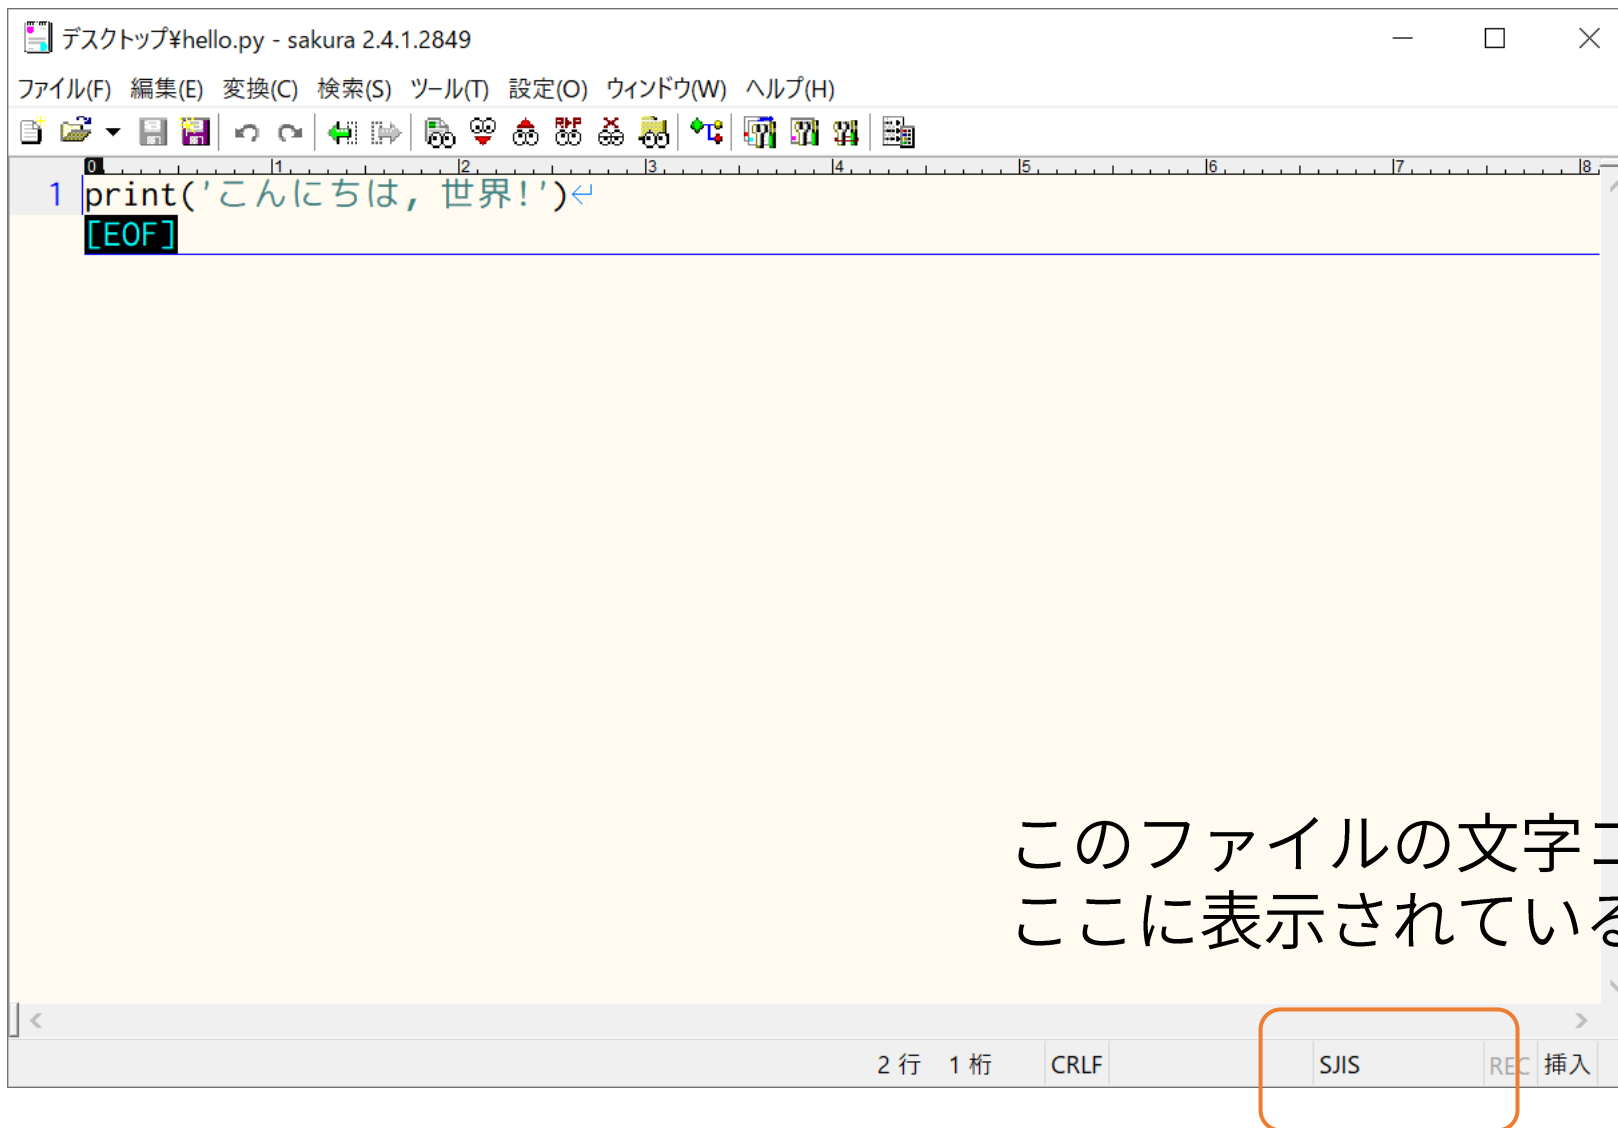 デスクトップ¥hello.py - sakura 2.4.1.2849
ファイル(F) 編集(E) 変換(C) 検索(S) ツール(T) 設定(O) ウィンドウ(W) ヘルプ(H)
0 1 2 3 4 5 6 7 8
1 print('こんにちは, 世界!')↵
[EOF]
このファイルの文字コ
ここに表示されている
2 行 1 桁 CRLF SJIS REC 挿入